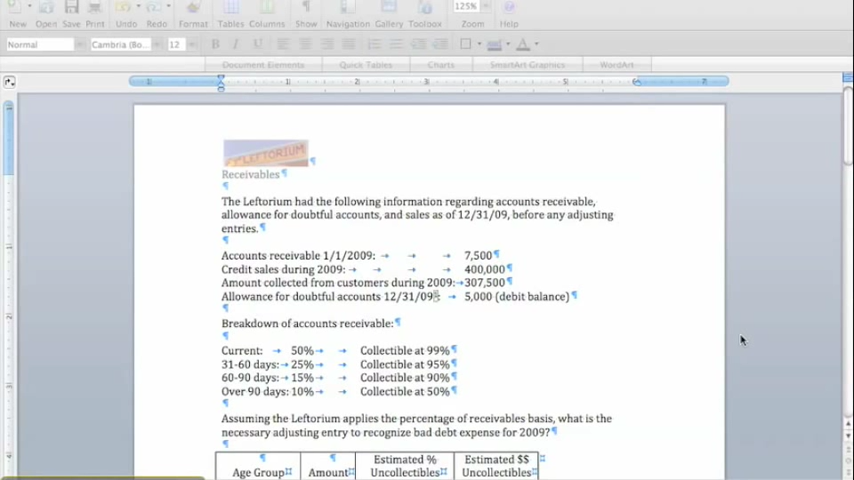 New Open Save Print Undo Redo Format Tables Columns Show Navigation Gallery Toolbox Zoom Help
125%
Normal Cambria (Bo... 12 B I U
Document Elements Quick Tables Charts SmartArt Graphics WordArt
LEFTORIUM
Receivables
The Leftorium had the following information regarding accounts receivable,
allowance for doubtful accounts, and sales as of 12/31/09, before any adjusting
entries.
Accounts receivable 1/1/2009: 7,500
Credit sales during 2009: 400,000
Amount collected from customers during 2009: 307,500
Allowance for doubtful accounts 12/31/09: 5,000 (debit balance)
Breakdown of accounts receivable:
Current: 50% Collectible at 99%
31-60 days: 25% Collectible at 95%
60-90 days: 15% Collectible at 90%
Over 90 days: 10% Collectible at 50%
Assuming the Leftorium applies the percentage of receivables basis, what is the
necessary adjusting entry to recognize bad debt expense for 2009?
Age Group Amount Estimated % Uncollectibles Estimated $$ Uncollectibles